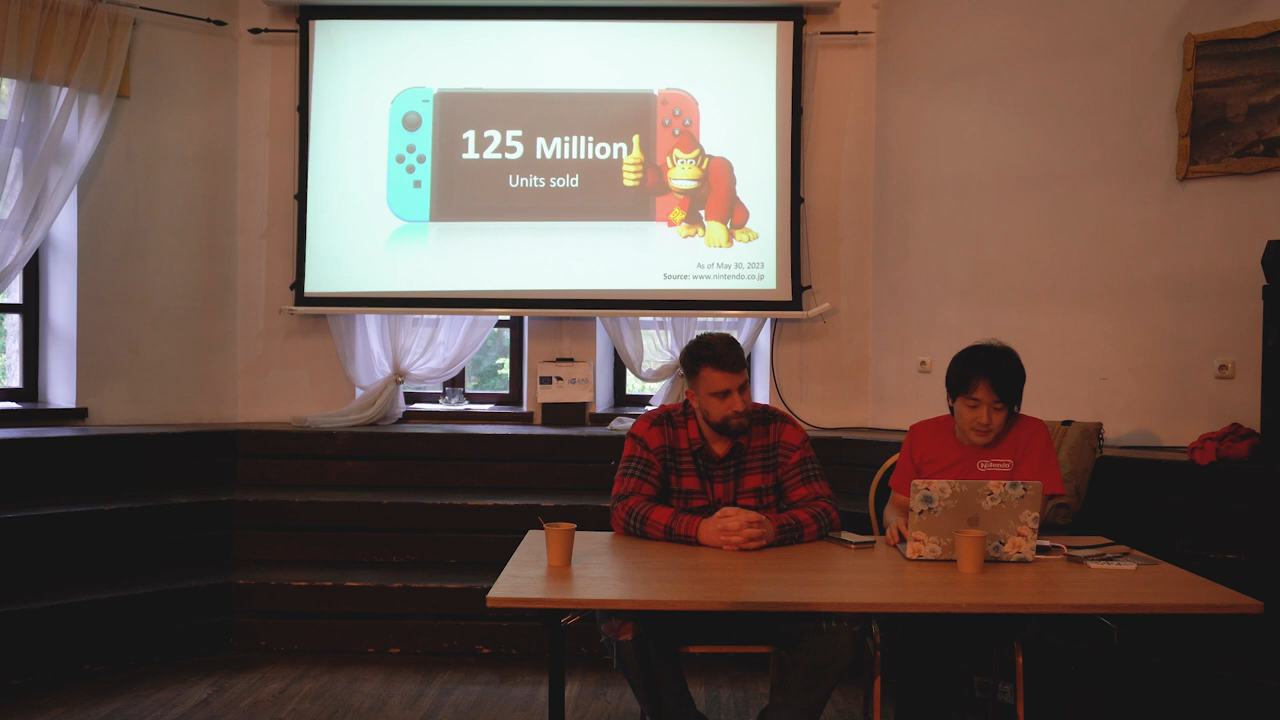 125 Million
Units sold
As of May 30, 2023
Source: www.nintendo.co.jp
Nintendo